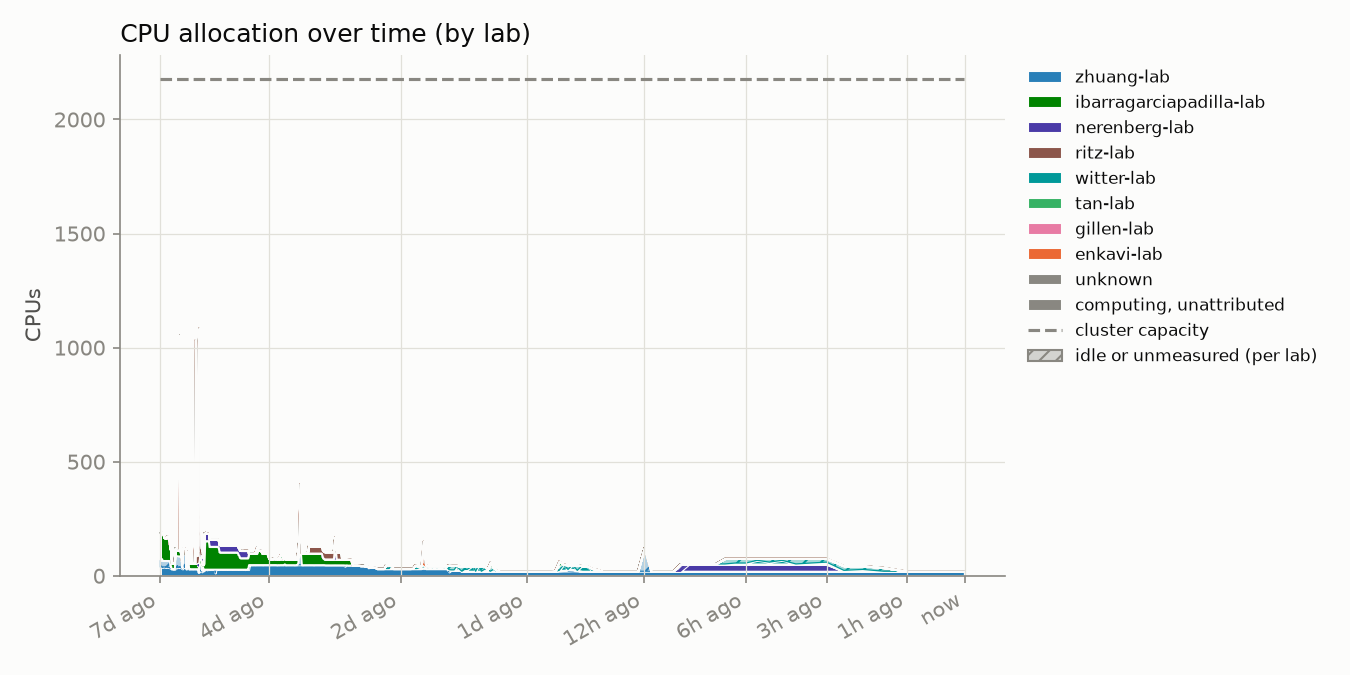 CPU allocation over time (by lab)
CPUs
2000
1500
1000
500
0
7d ago
4d ago
2d ago
1d ago
12h ago
6h ago
3h ago
1h ago
now
zhuang-lab
ibarragarciapadilla-lab
nerenberg-lab
ritz-lab
witter-lab
tan-lab
gillen-lab
enkavi-lab
unknown
computing, unattributed
cluster capacity
idle or unmeasured (per lab)